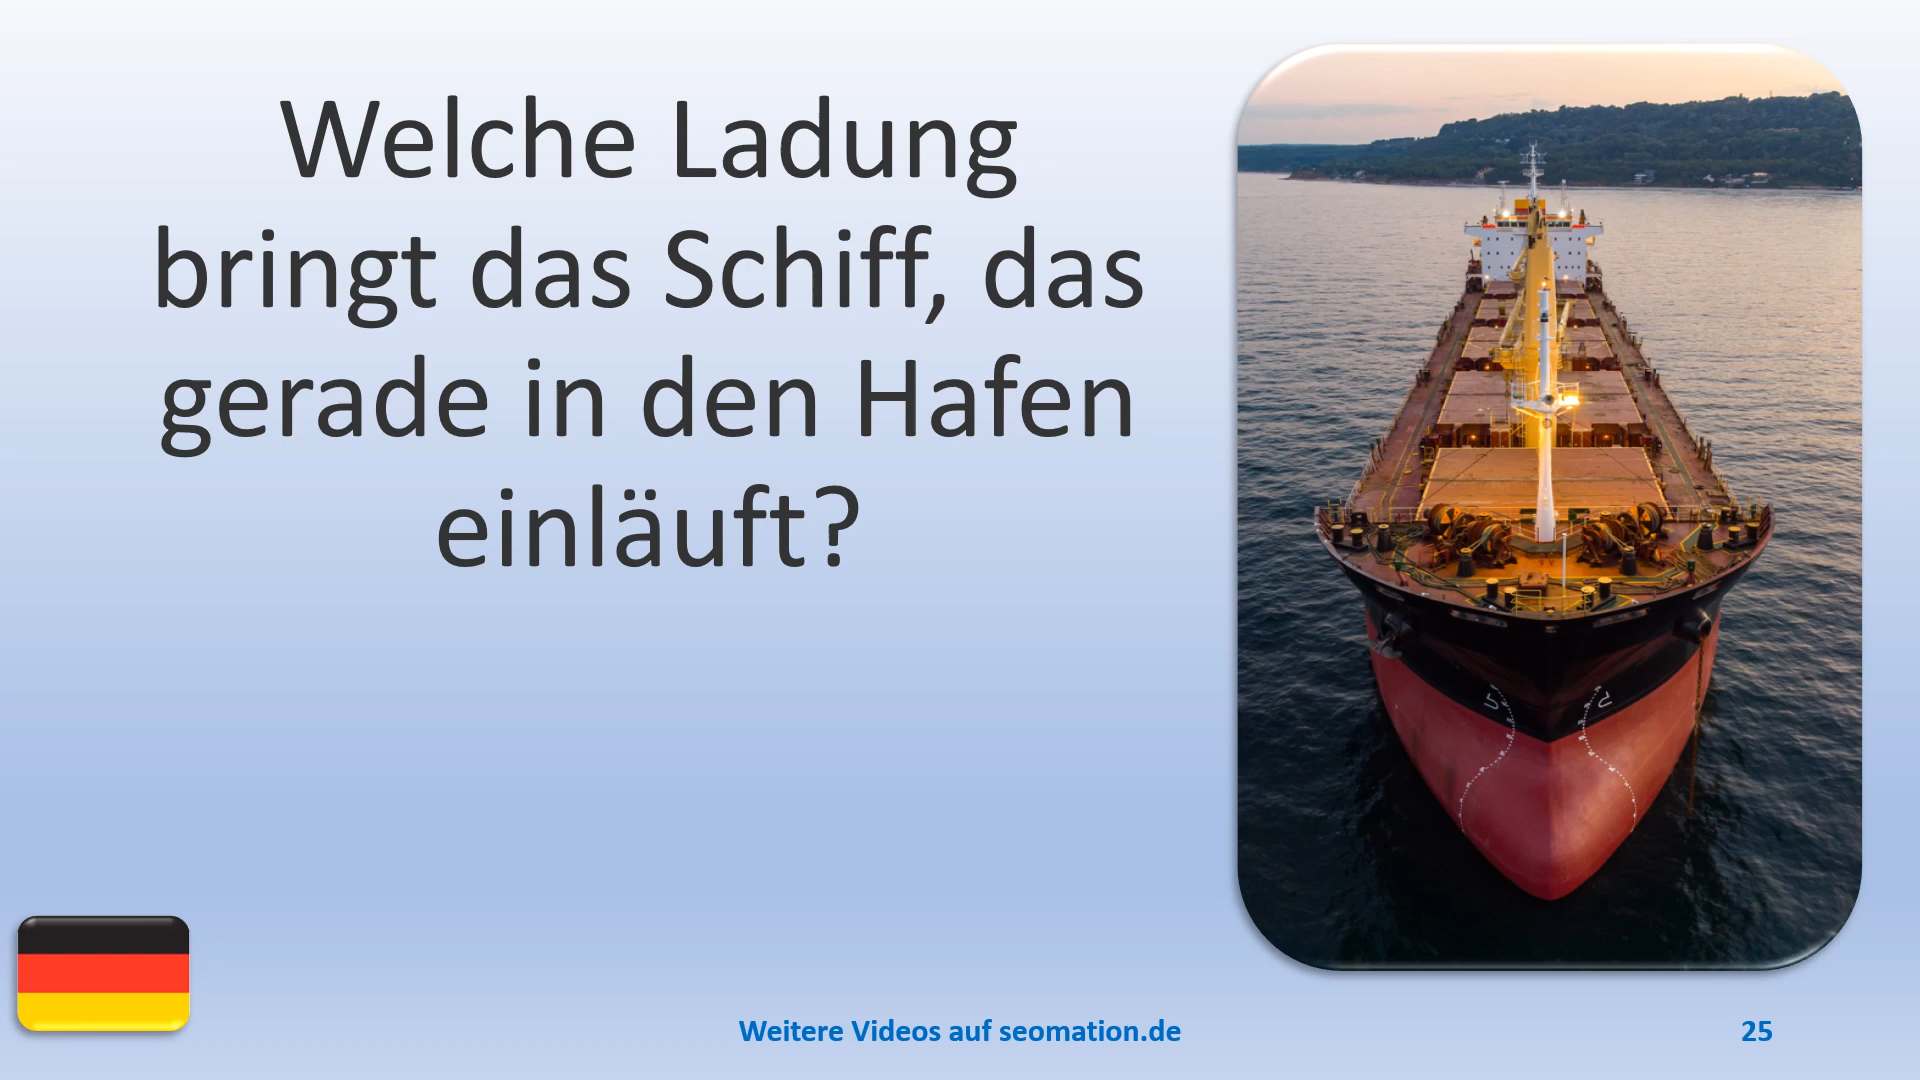 Welche Ladung
bringt das Schiff, das
gerade in den Hafen
einläuft?
Weitere Videos auf seomation.de
25